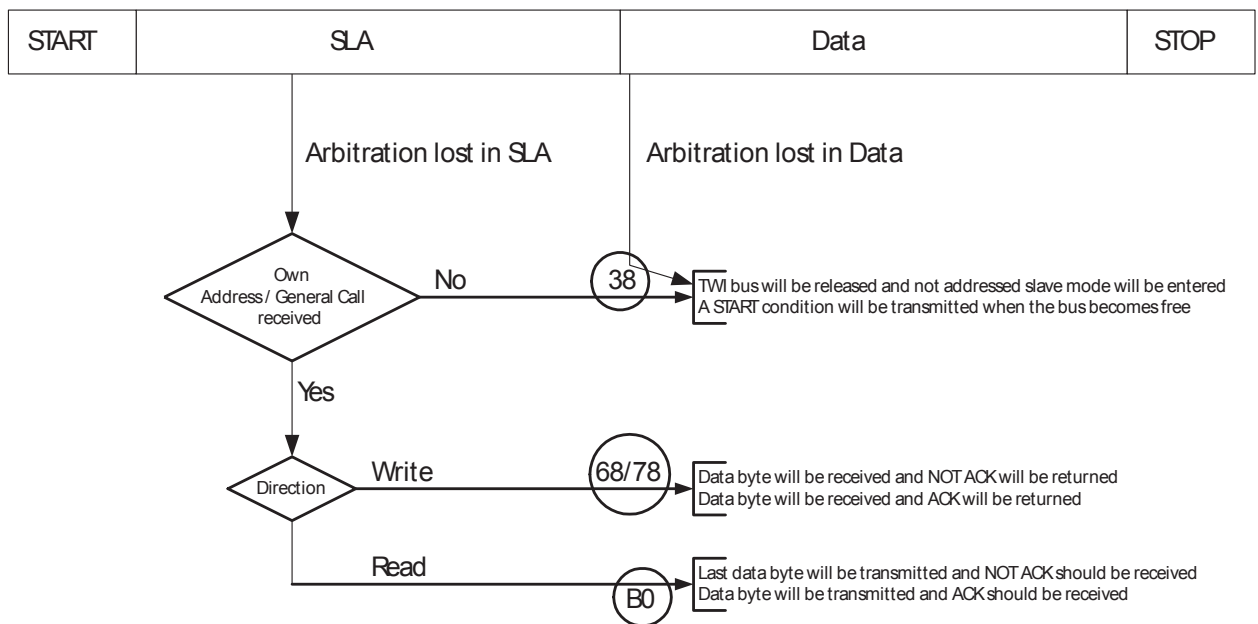 START SLA Data STOP
Arbitration lost in SLA Arbitration lost in Data
Own
Address / General Call
received
No
38
TWI bus will be released and not addressed slave mode will be entered
A START condition will be transmitted when the bus becomes free
Yes
Direction
Write
68/78
Data byte will be received and NOT ACK will be returned
Data byte will be received and ACK will be returned
Read
B0
Last data byte will be transmitted and NOT ACK should be received
Data byte will be transmitted and ACK should be received